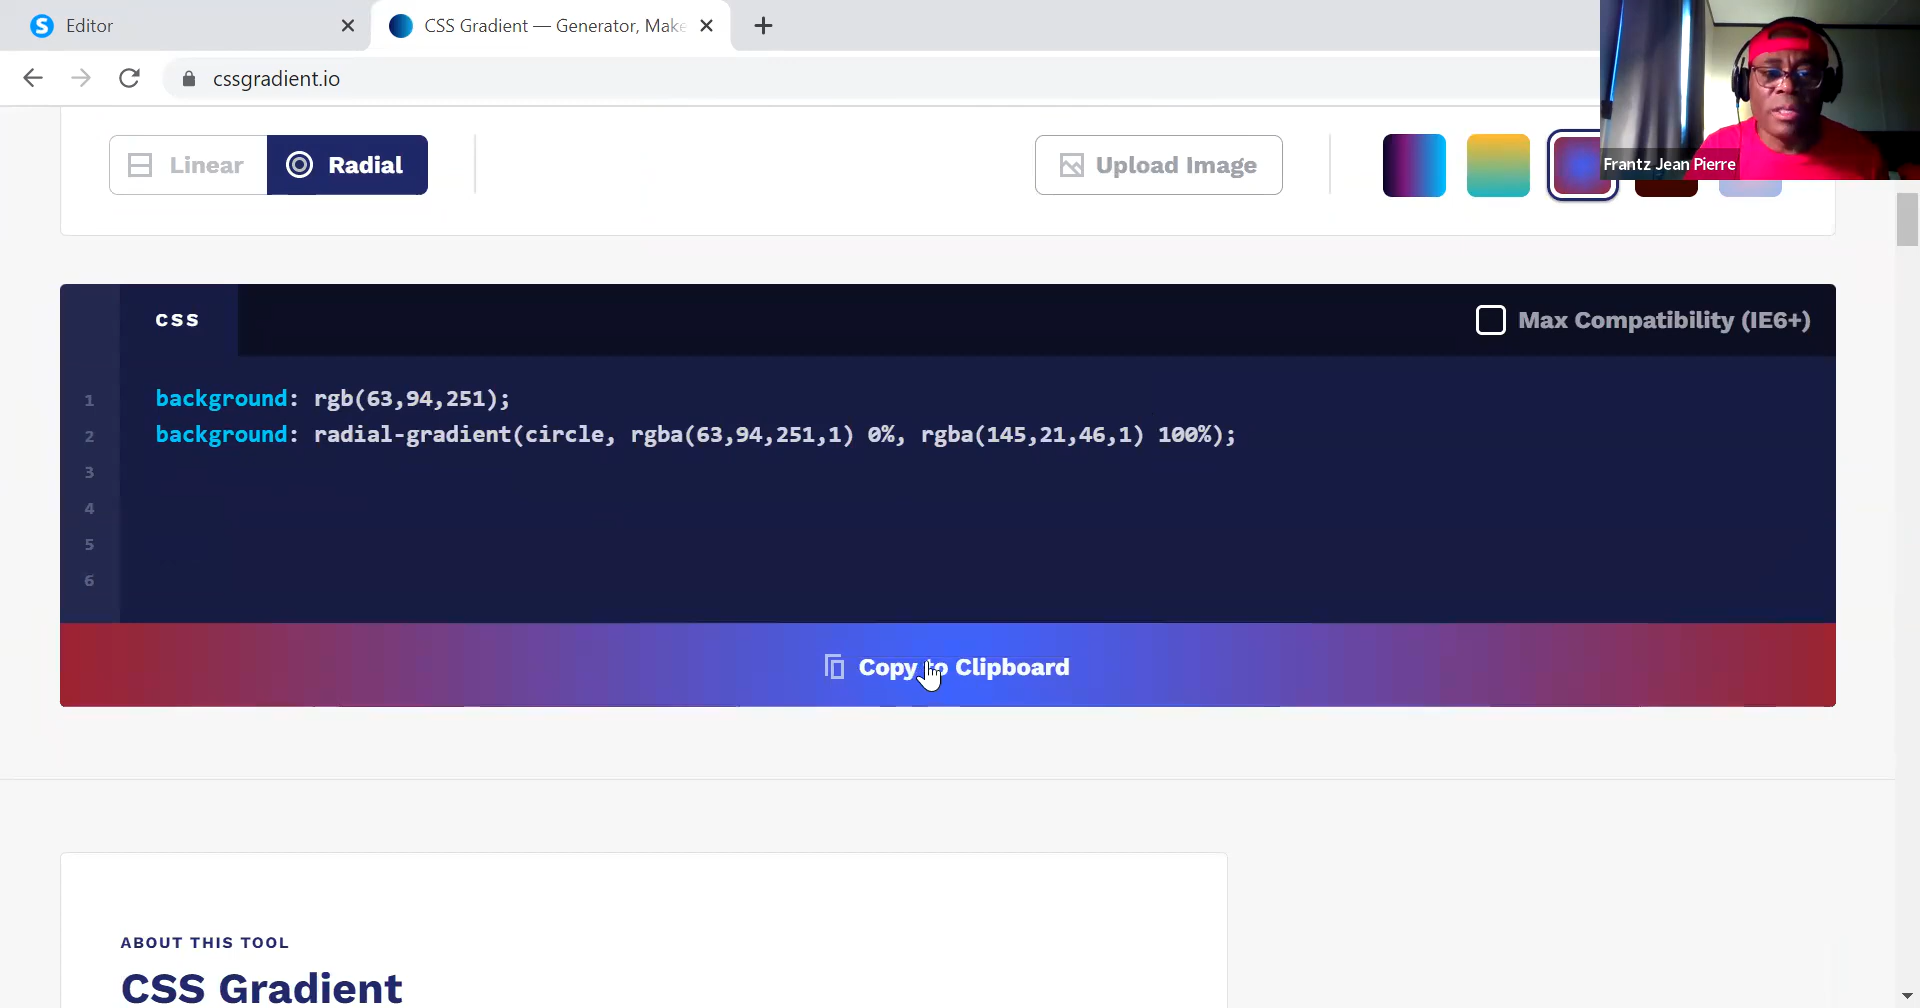 Editor
CSS Gradient — Generator, Make
cssgradient.io
Linear
Radial
Upload Image
Frantz Jean Pierre
CSS
Max Compatibility (IE6+)
1 background: rgb(63,94,251);
2 background: radial-gradient(circle, rgba(63,94,251,1) 0%, rgba(145,21,46,1) 100%);
3
4
5
6
Copy to Clipboard
ABOUT THIS TOOL
CSS Gradient